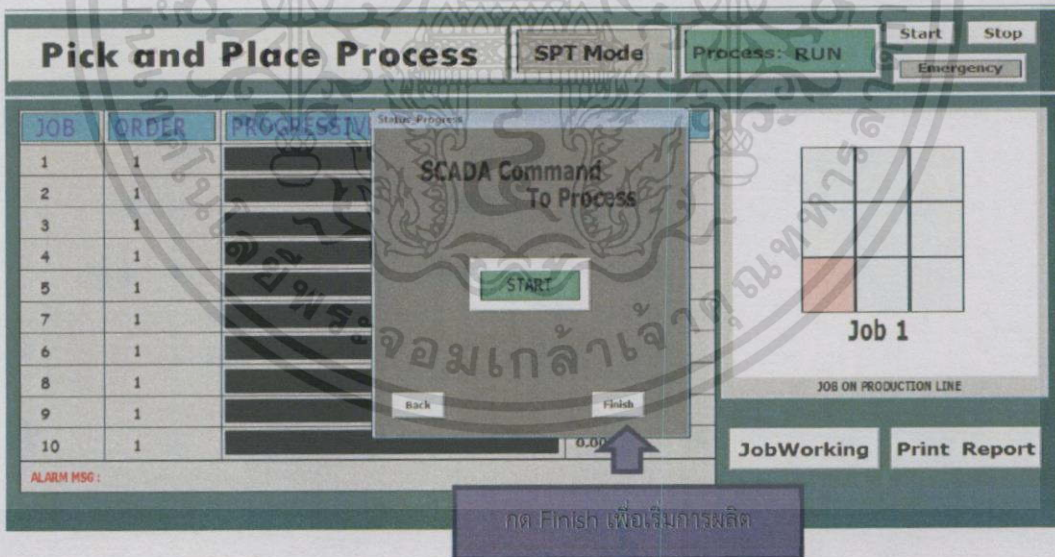 Pick and Place Process
SPT Mode
Process: RUN
Start
Stop
Emergency
JOB ORDER PROGRESSIV
1 1
2 1
3 1
4 1
5 1
7 1
6 1
8 1
9 1
10 1 0.00
ALARM MSG :
Status_Progress
SCADA Command
To Process
START
Back
Finish
Job 1
JOB ON PRODUCTION LINE
JobWorking
Print Report
กด Finish เพื่อเริ่มการผลิต